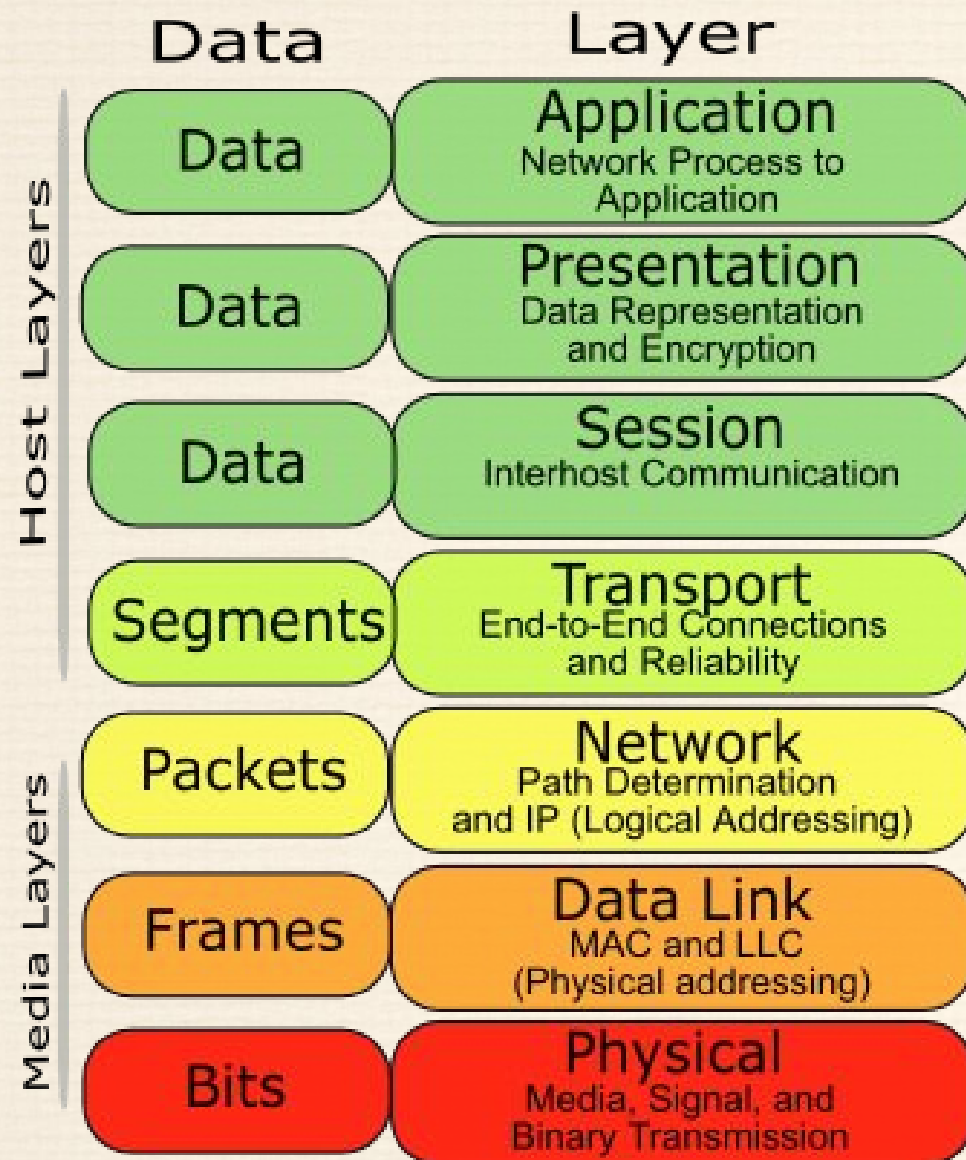 Data
Layer
Host Layers
Data
Application
Network Process to
Application
Data
Presentation
Data Representation
and Encryption
Data
Session
Interhost Communication
Segments
Transport
End-to-End Connections
and Reliability
Media Layers
Packets
Network
Path Determination
and IP (Logical Addressing)
Frames
Data Link
MAC and LLC
(Physical addressing)
Bits
Physical
Media, Signal, and
Binary Transmission